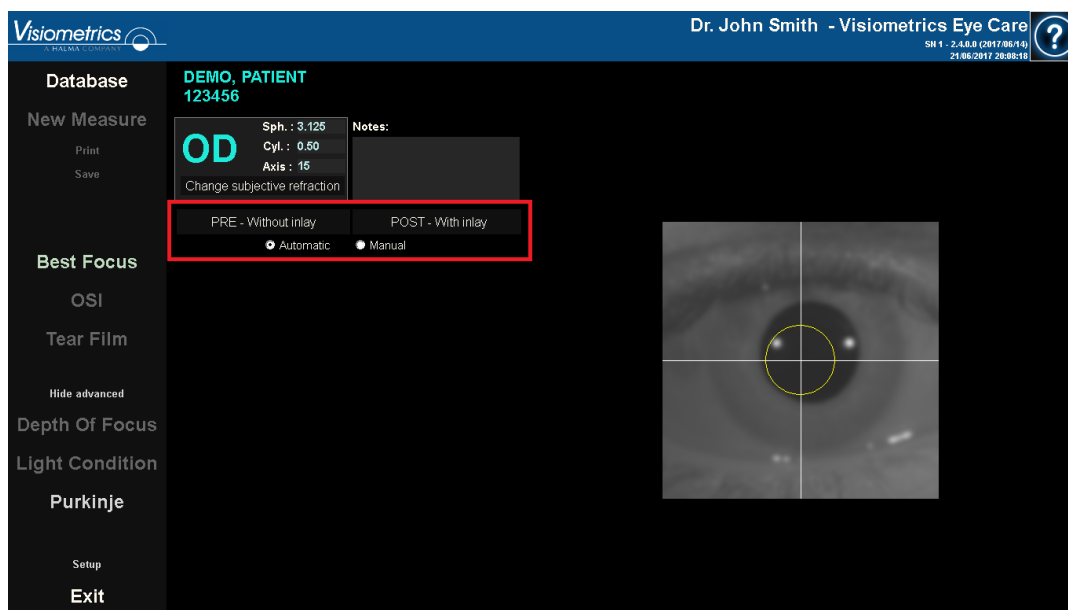 Visiometrics
A HALMA COMPANY
Dr. John Smith - Visiometrics Eye Care
SN 1 - 2.4.0.0 (2017/06/14)
21/06/2017 20:08:18
?
Database
New Measure
Print
Save
Best Focus
OSI
Tear Film
Hide advanced
Depth Of Focus
Light Condition
Purkinje
Setup
Exit
DEMO, PATIENT
123456
OD
Sph. : 3.125
Cyl. : 0.50
Axis : 15
Change subjective refraction
Notes:
PRE - Without inlay
POST - With inlay
Automatic
Manual